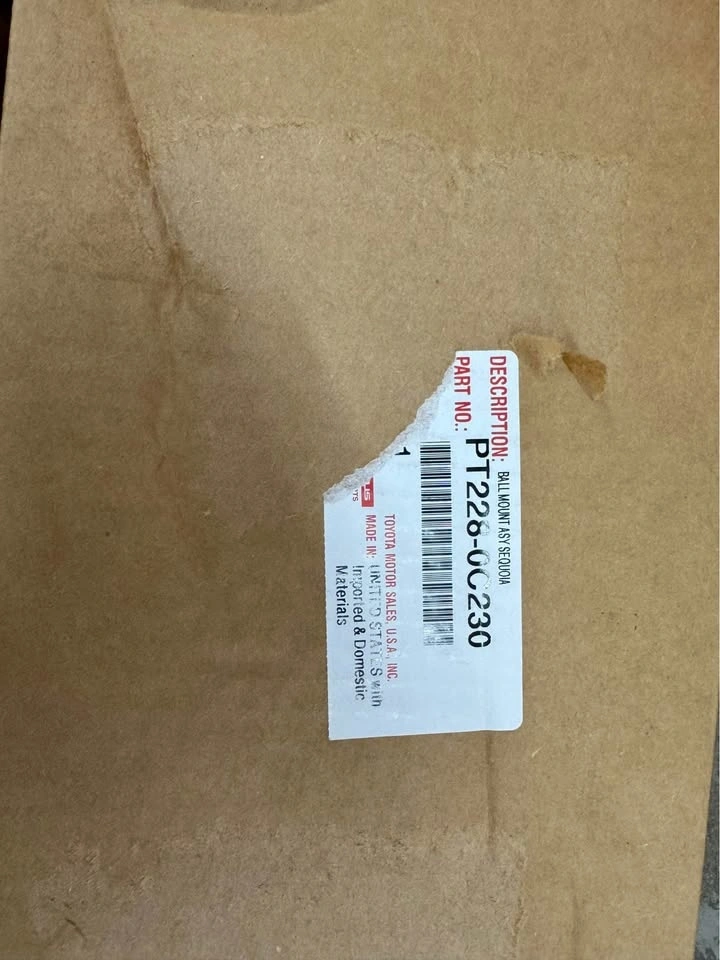 DESCRIPTION: BALL MOUNT ASY SEQUOIA
PART NO.: PT228-0C230
1
TOYOTA MOTOR SALES, U.S.A., INC.
MADE IN: UNITED STATES with
Imported & Domestic
Materials